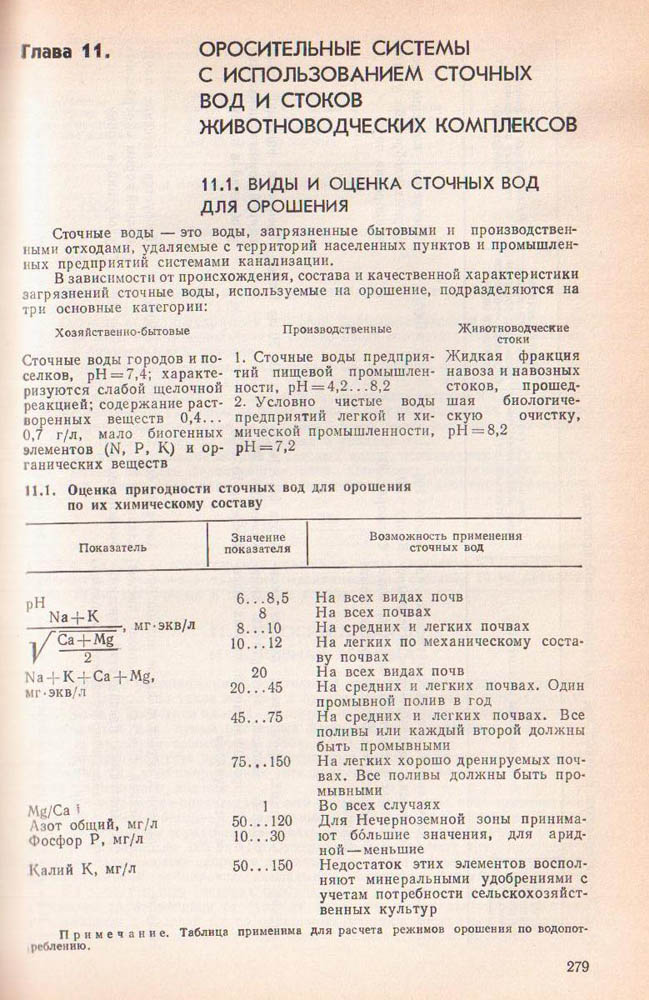 Глава 11.
ОРОСИТЕЛЬНЫЕ СИСТЕМЫ
С ИСПОЛЬЗОВАНИЕМ СТОЧНЫХ
ВОД И СТОКОВ
ЖИВОТНОВОДЧЕСКИХ КОМПЛЕКСОВ
11.1. ВИДЫ И ОЦЕНКА СТОЧНЫХ ВОД
ДЛЯ ОРОШЕНИЯ
Сточные воды — это воды, загрязненные бытовыми и производствен-
ными отходами, удаляемые с территорий населенных пунктов и промышлен-
ных предприятий системами канализации.
В зависимости от происхождения, состава и качественной характеристики
загрязнений сточные воды, используемые на орошение, подразделяются на
три основные категории:
Хозяйственно-бытовые
Сточные воды городов и по-
селков, pH=7,4; характе-
ризуются слабой щелочной
реакцией; содержание раст-
воренных веществ 0,4...
0,7 г/л, мало биогенных
элементов (N, P, K) и ор-
ганических веществ
Производственные
1. Сточные воды предприя-
тий пищевой промышлен-
ности, pH=4,2...8,2
2. Условно чистые воды
предприятий легкой и хи-
мической промышленности,
pH=7,2
Животноводческие
стоки
Жидкая фракция
навоза и навозных
стоков, прошед-
шая биологиче-
скую очистку,
pH=8,2
11.1. Оценка пригодности сточных вод для орошения
по их химическому составу
Показатель
Значение
показателя
Возможность применения
сточных вод
pH 6...8,5 На всех видах почв
Na+K 8 На всех почвах
, мг·экв/л 8...10 На средних и легких почвах
√ Ca+Mg 10...12 На легких по механическому соста-
2 ву почвах
Na+K+Ca+Mg, 20 На всех видах почв
мг·экв/л 20...45 На средних и легких почвах. Один
промывной полив в год
45...75 На средних и легких почвах. Все
поливы или каждый второй должны
быть промывными
75...150 На легких хорошо дренируемых поч-
вах. Все поливы должны быть про-
мывными
Mg/Ca 1 Во всех случаях
Азот общий, мг/л 50...120 Для Нечерноземной зоны принима-
Фосфор P, мг/л 10...30 ют бо́льшие значения, для арид-
ной—меньшие
Калий K, мг/л 50...150 Недостаток этих элементов воспол-
няют минеральными удобрениями с
учетам потребности сельскохозяйст-
венных культур
Примечание. Таблица применима для расчета режимов орошения по водопот-
реблению.
279